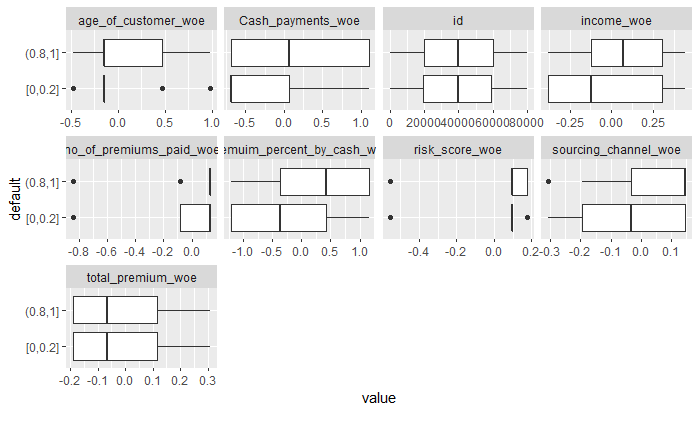 age_of_customer_woe Cash_payments_woe id income_woe
(0.8,1]
[0,0.2]
-0.5 0.0 0.5 1.0 -0.5 0.0 0.5 1.0 0 20000 40000 60000 80000 -0.25 0.00 0.25
no_of_premiums_paid_woe emuim_percent_by_cash_w risk_score_woe sourcing_channel_woe
(0.8,1]
default
[0,0.2]
-0.8 -0.6 -0.4 -0.2 0.0 -1.0 -0.5 0.0 0.5 1.0 -0.4 -0.2 0.0 0.2 -0.3 -0.2 -0.1 0.0 0.1
total_premium_woe
(0.8,1]
[0,0.2]
-0.2 -0.1 0.0 0.1 0.2 0.3
value